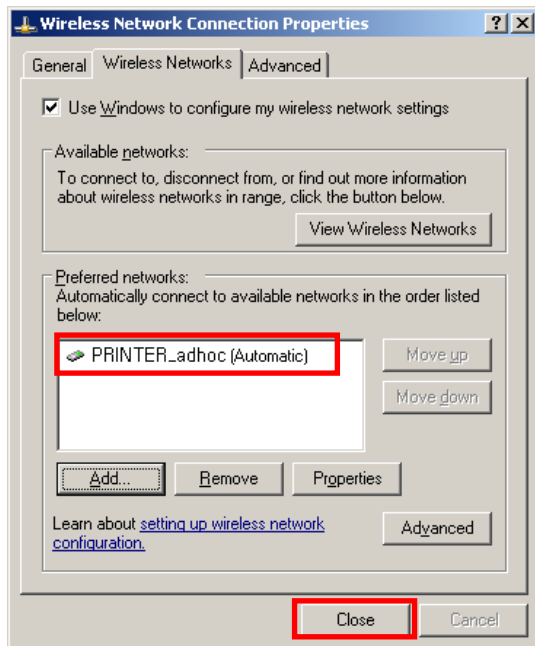 Wireless Network Connection Properties
General Wireless Networks Advanced
Use Windows to configure my wireless network settings
Available networks:
To connect to, disconnect from, or find out more information
about wireless networks in range, click the button below.
View Wireless Networks
Preferred networks:
Automatically connect to available networks in the order listed
below:
PRINTER_adhoc (Automatic)
Move up
Move down
Add... Remove Properties
Learn about setting up wireless network
configuration.
Advanced
Close Cancel